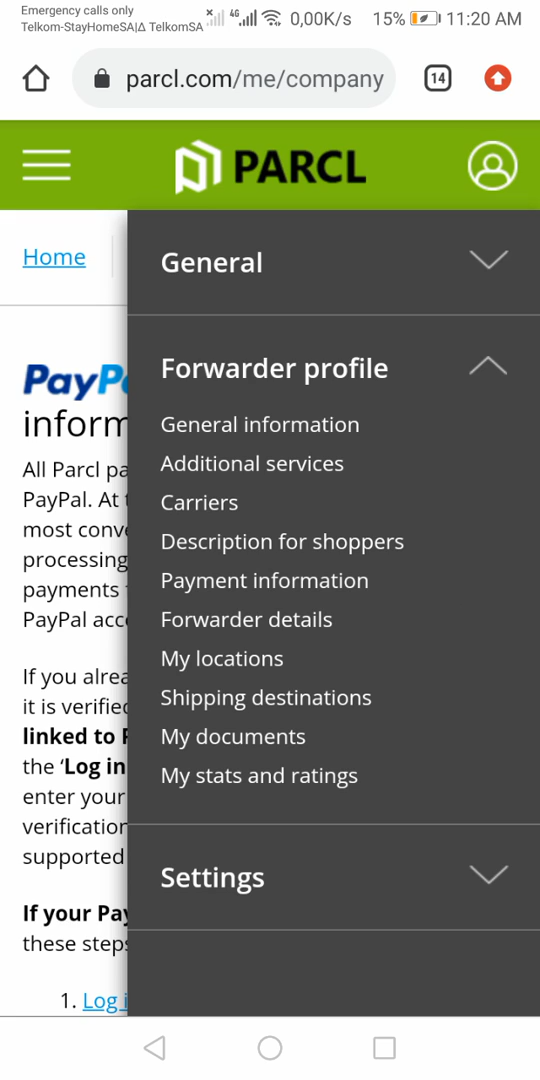 Emergency calls only
Telkom-StayHomeSA|Δ TelkomSA
4G
0,00K/s
15%
11:20 AM
parcl.com/me/company
14
PARCL
Home
General
Forwarder profile
General information
Additional services
Carriers
Description for shoppers
Payment information
Forwarder details
My locations
Shipping destinations
My documents
My stats and ratings
Settings
PayP
inform
All Parcl pa
PayPal. At
most conve
processing
payments
PayPal acc
If you alrea
it is verified
linked to
the ‘Log in
enter your
verification
supported
If your Pay
these steps
1. Log i